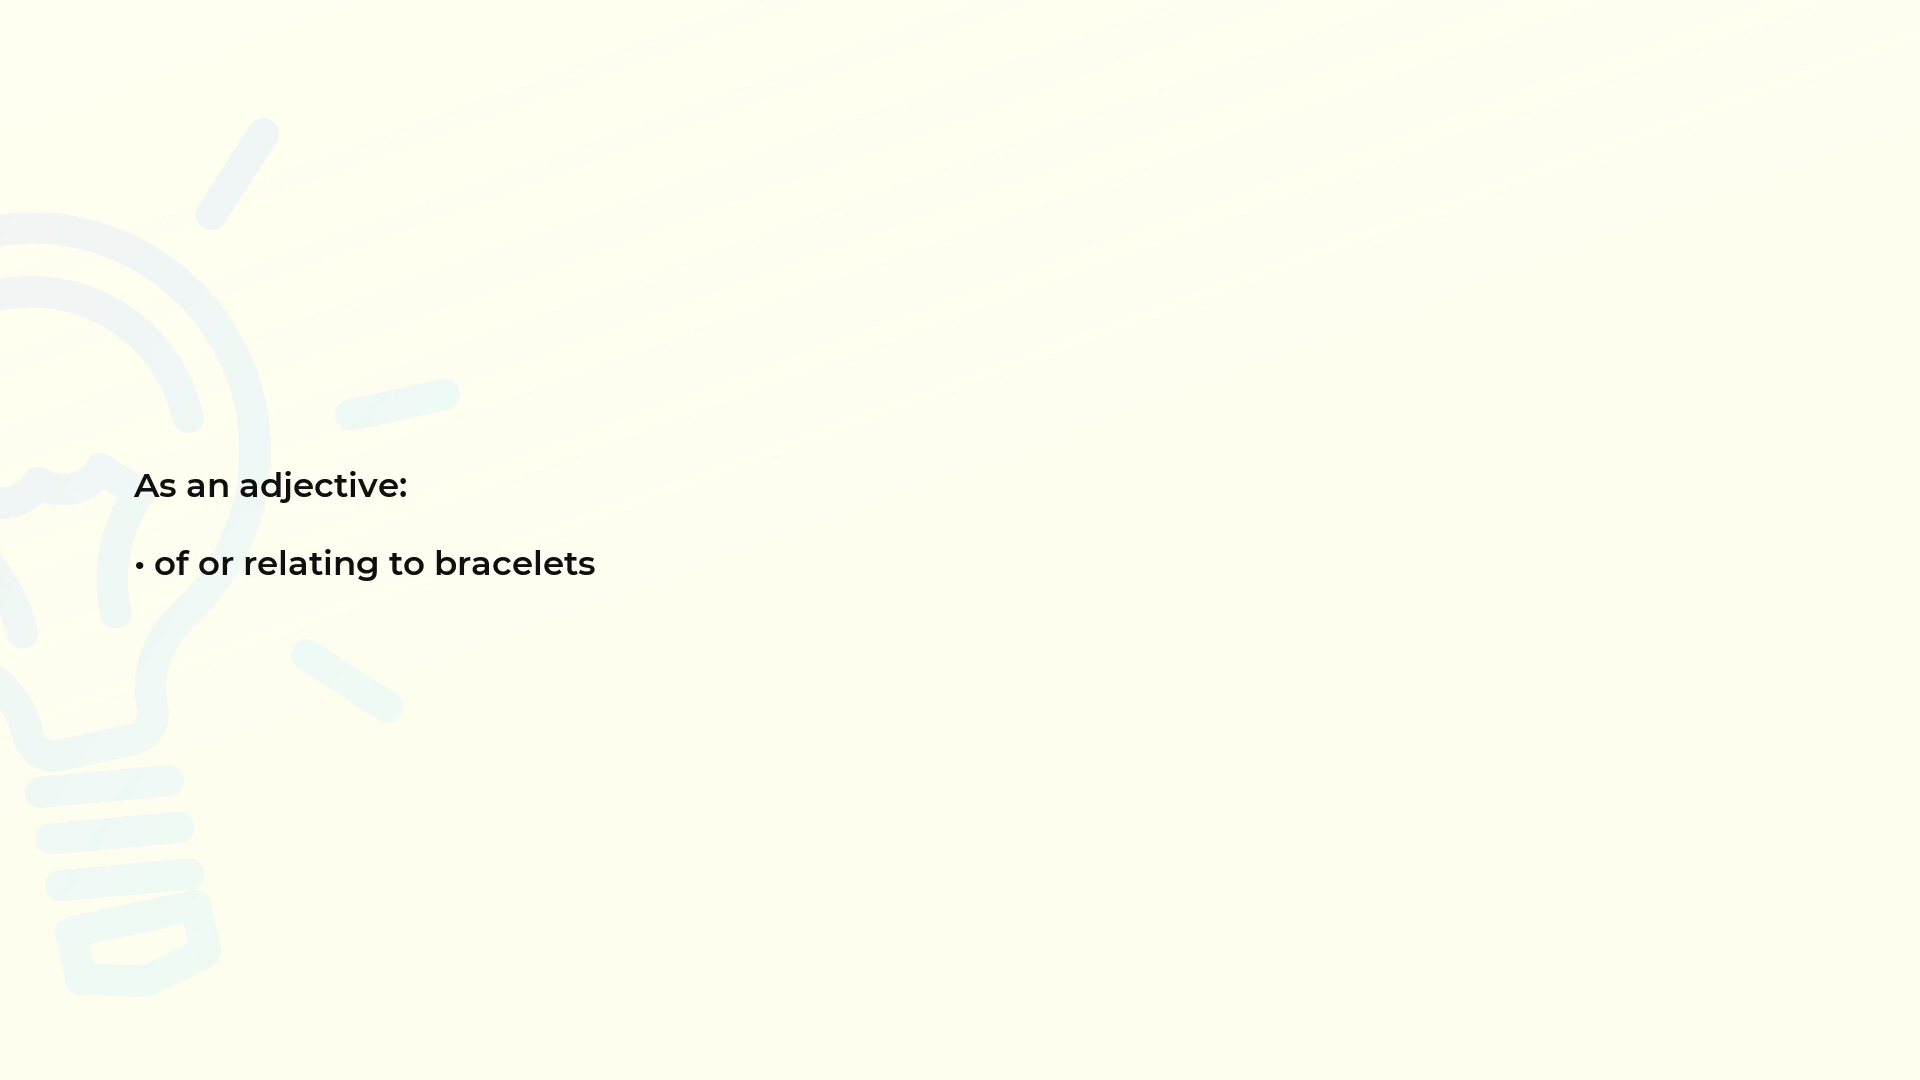 As an adjective:
• of or relating to bracelets